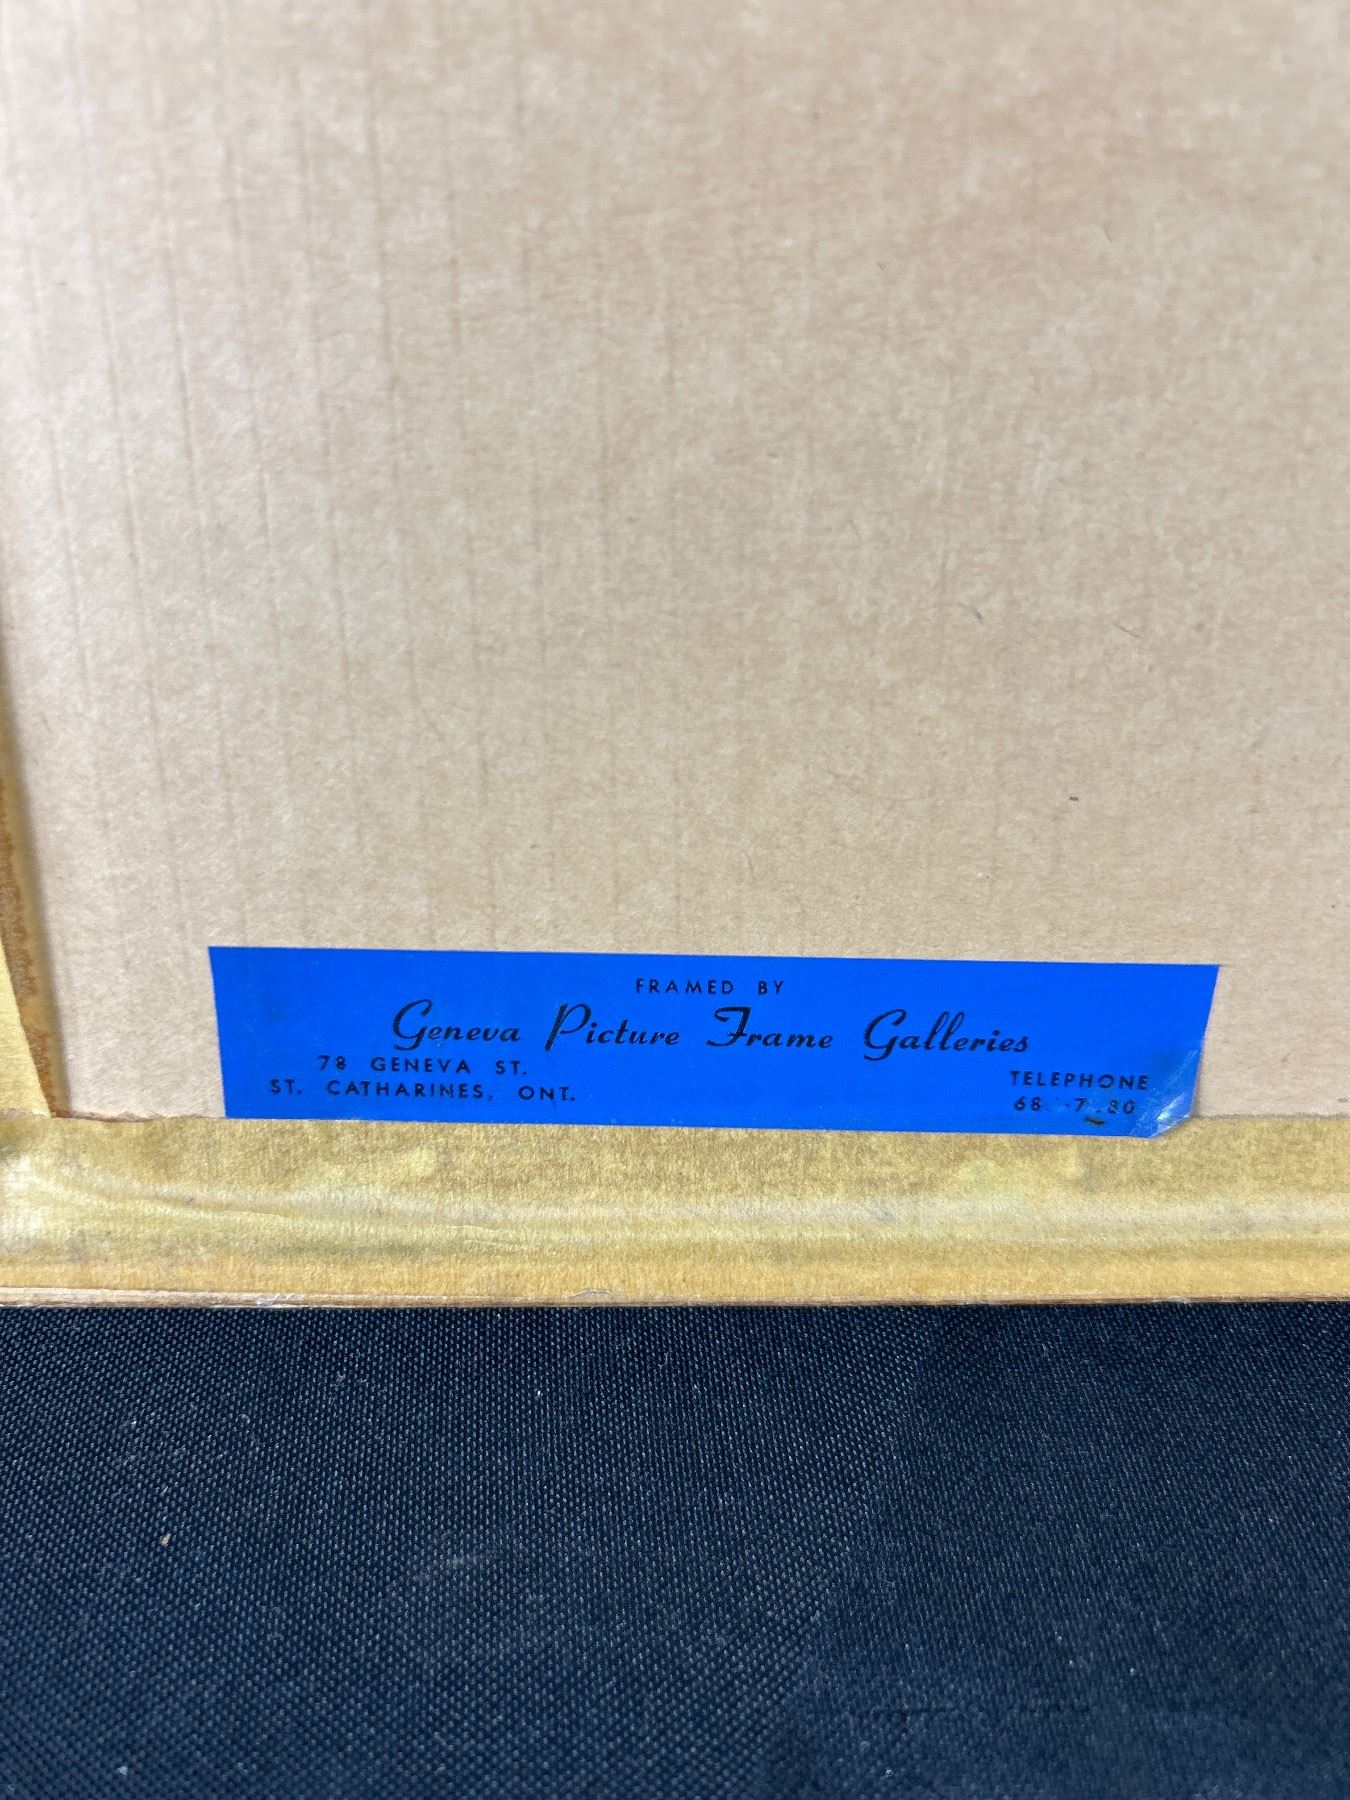 FRAMED BY
Geneva Picture Frame Galleries
78 GENEVA ST.
ST. CATHARINES, ONT.
TELEPHONE